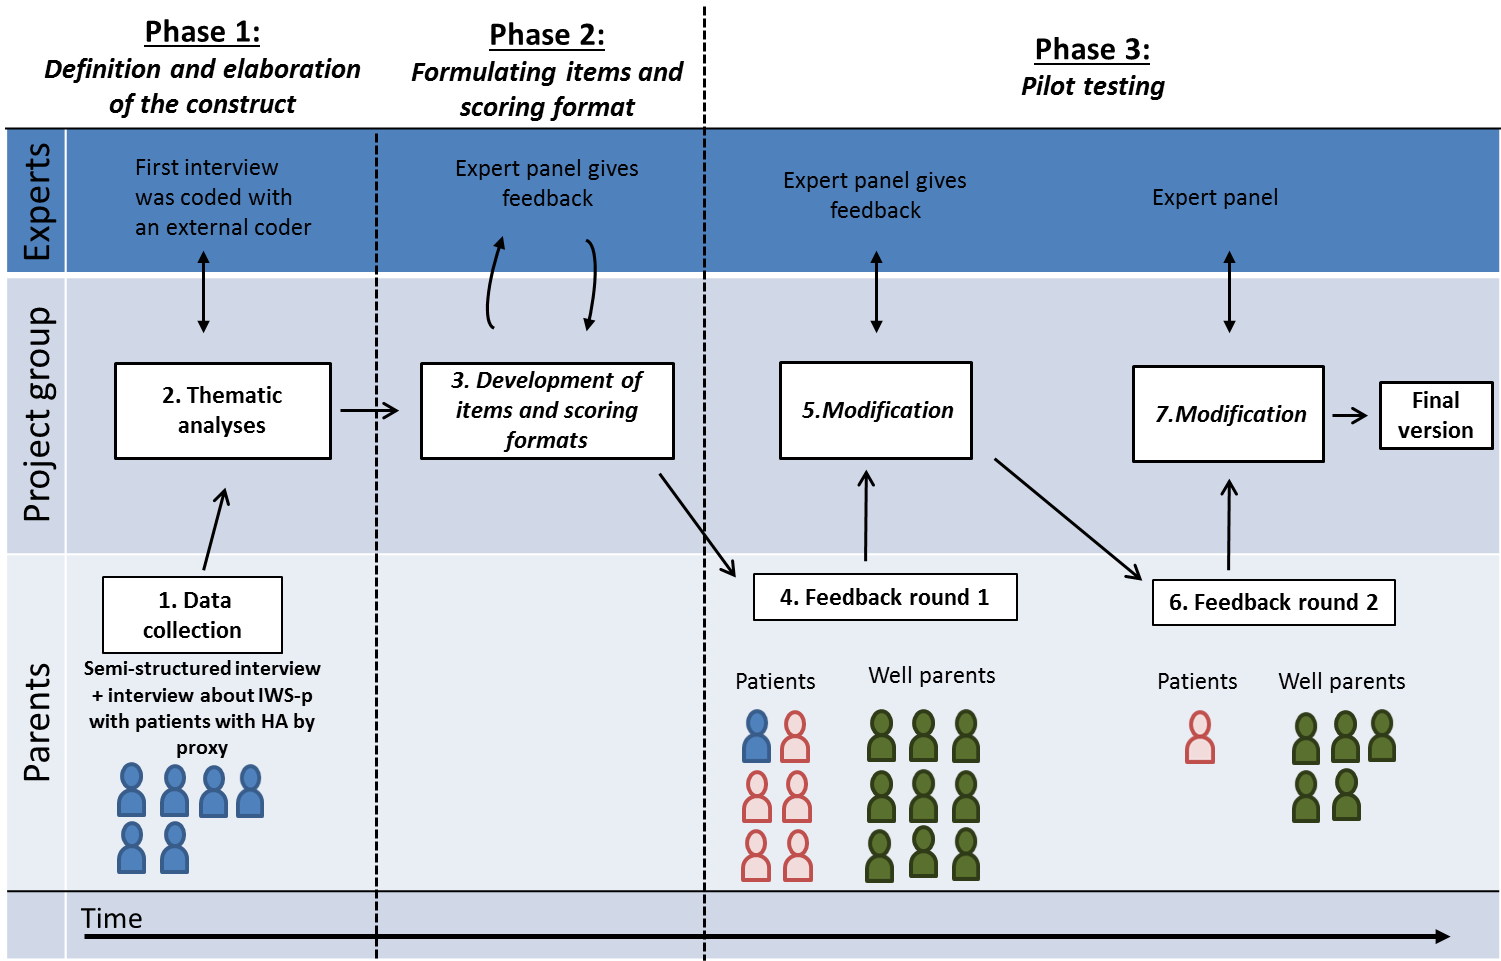 Phase 1:
Definition and elaboration
of the construct
Phase 2:
Formulating items and
scoring format
Phase 3:
Pilot testing
Experts
First interview
was coded with
an external coder
Expert panel gives
feedback
Expert panel gives
feedback
Expert panel
Project group
2. Thematic
analyses
3. Development of
items and scoring
formats
5.Modification
7.Modification
Final
version
Parents
1. Data
collection
Semi-structured interview
+ interview about IWS-p
with patients with HA by
proxy
4. Feedback round 1
Patients
Well parents
6. Feedback round 2
Patients
Well parents
Time